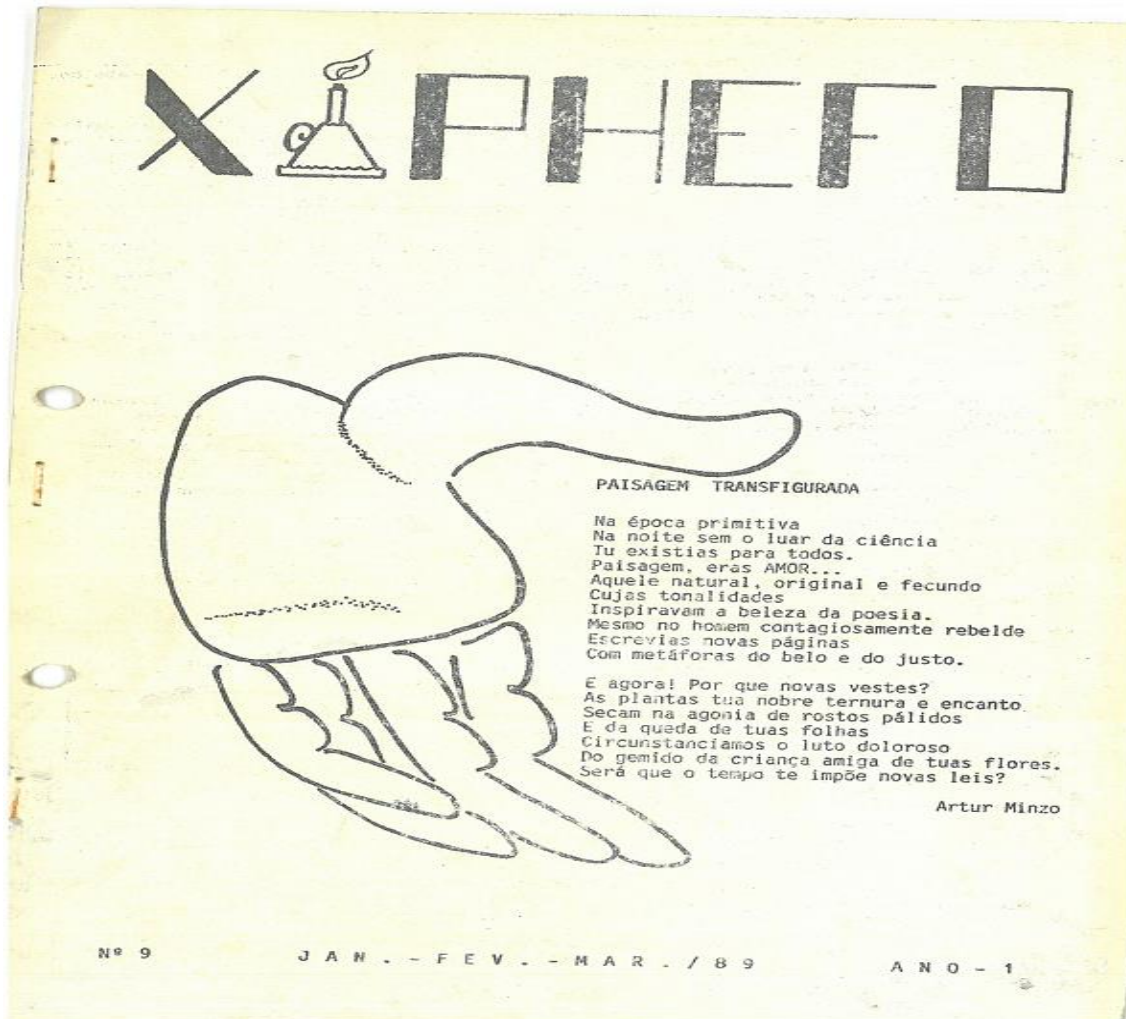 XIPHEFO
PAISAGEM TRANSFIGURADA
Na época primitiva
Na noite sem o luar da ciência
Tu existias para todos.
Paisagem, eras AMOR...
Aquele natural, original e fecundo
Cujas tonalidades
Inspiravam a beleza da poesia.
Mesmo no homem contagiosamente rebelde
Escrevias novas páginas
Com metáforas do belo e do justo.
E agora! Por que novas vestes?
As plantas tua nobre ternura e encanto
Secam na agonia de rostos pálidos
E da queda de tuas folhas
Circunstanciamos o luto doloroso
Do gemido da criança amiga de tuas flores.
Será que o tempo te impõe novas leis?
Artur Minzo
Nº 9 JAN.-FEV.-MAR./89 ANO-1